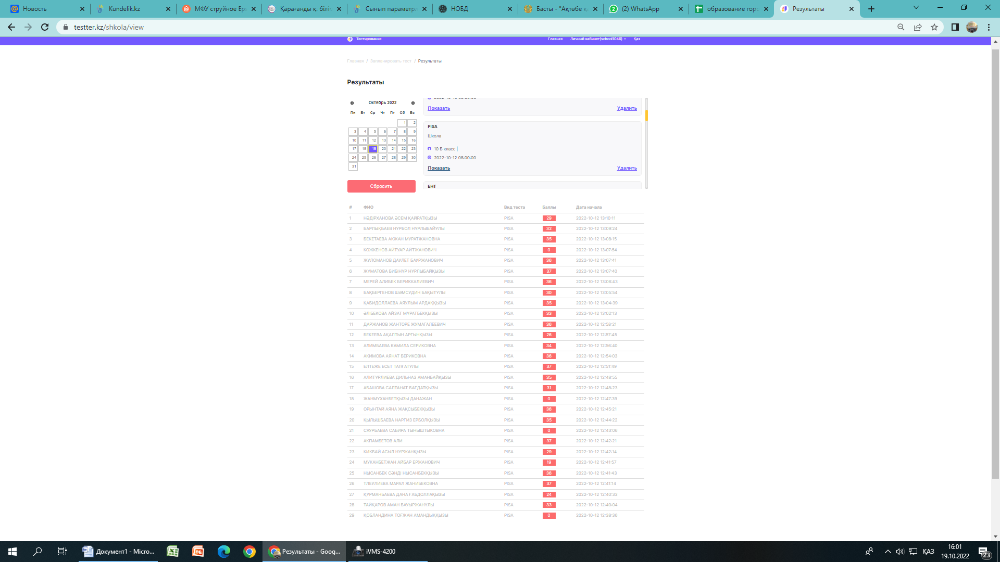 Новость
Kundelik.kz
МФУ струйное Eps
Қарағанды қ. білім
Сынып параметрл
НОБД
Басты - "Ақтөбе қа
(2) WhatsApp
образование горо
Результаты
testter.kz/shkola/view
Тестирование
Главная Личный кабинет(school1046) Қаз
Главная / Запланировать тест / Результаты
Результаты
Октябрь 2022
Пн Вт Ср Чт Пт Сб Вс
1 2
3 4 5 6 7 8 9
10 11 12 13 14 15 16
17 18 19 20 21 22 23
24 25 26 27 28 29 30
31
Сбросить
Показать Удалить
PISA
Школа
10 Б класс |
2022-10-12 08:00:00
Показать Удалить
ЕНТ
# ФИО Вид теста Баллы Дата начала
1 НӘДІРХАНОВА ӘСЕМ ҚАЙРАТҚЫЗЫ PISA 29 2022-10-12 13:10:11
2 БАРЛЫҚБАЕВ НҰРБОЛ НҰРЛЫБАЙҰЛЫ PISA 32 2022-10-12 13:09:24
3 БЕКЕТАЕВА АКЖАН МУРАТЖАНОВНА PISA 35 2022-10-12 13:08:15
4 КОЖКЕНОВ АЙТУАР АЙТЖАНОВИЧ PISA 0 2022-10-12 13:07:54
5 ЖУЛОМАНОВ ДАУЛЕТ БАУРЖАНОВИЧ PISA 36 2022-10-12 13:07:41
6 ЖҰМАТОВА БИБІНҰР НҰРЛЫБАЙҚЫЗЫ PISA 37 2022-10-12 13:07:40
7 МЕРЕЙ АЛИБЕК БЕРИККАЛИЕВИЧ PISA 36 2022-10-12 13:06:43
8 БАҚБЕРГЕНОВ ШӘМСУДИН БАҚЫТҰЛЫ PISA 30 2022-10-12 13:05:54
9 ҚАБИДОЛЛАЕВА АЯУЛЫМ АРДАҚҚЫЗЫ PISA 35 2022-10-12 13:04:39
10 ӘЛІБЕКОВА АЙЗАТ МҰРАТБЕКҚЫЗЫ PISA 33 2022-10-12 13:02:13
11 ДАРЖАНОВ ЖАНТОРЕ ЖУМАГАЛЕЕВИЧ PISA 36 2022-10-12 12:58:21
12 БЕКЕЕВА АҚАЛТЫН АРҒЫНҚЫЗЫ PISA 26 2022-10-12 12:57:45
13 АЛИМБАЕВА КАМИЛА СЕРИКОВНА PISA 34 2022-10-12 12:56:40
14 АКИМОВА АЯНАТ БЕРИКОВНА PISA 36 2022-10-12 12:54:03
15 ЕЛТЕЖЕ ЕСЕТ ТАЛҒАТҰЛЫ PISA 37 2022-10-12 12:51:49
16 АЛИТҰРЛИЕВА ДИЛЬНАЗ АМАНБАЙҚЫЗЫ PISA 35 2022-10-12 12:48:55
17 АБАШОВА САЛТАНАТ БАҒДАТҚЫЗЫ PISA 31 2022-10-12 12:48:23
18 ЖАНМҰХАНБЕТҚЫЗЫ ДАНАЖАН PISA 0 2022-10-12 12:47:39
19 ОРЫНТАЙ АЯНА ЖАҚСЫБЕКҚЫЗЫ PISA 36 2022-10-12 12:45:21
20 ҚЫЛЫШБАЕВА НАРГИЗ ЕРБОЛҚЫЗЫ PISA 35 2022-10-12 12:44:22
21 САУРБАЕВА САБИРА ТЫНЫШТЫКОВНА PISA 0 2022-10-12 12:43:06
22 АКПАМБЕТОВ АЛИ PISA 37 2022-10-12 12:42:21
23 КИКБАЙ АСЫЛ НҰРЖАНҚЫЗЫ PISA 29 2022-10-12 12:42:14
24 МУКАНБЕТЖАН АЙБАР ЕРЖАНОВИЧ PISA 19 2022-10-12 12:41:57
25 НЫСАНБЕК СӘНДІ НЫСАНБЕКҚЫЗЫ PISA 36 2022-10-12 12:41:43
26 ТЛЕУЛИЕВА МАРАЛ ЖАНИБЕКОВНА PISA 37 2022-10-12 12:41:14
27 ҚҰРМАНБАЕВА ДАНА ҒАБДОЛЛАҚЫЗЫ PISA 24 2022-10-12 12:40:33
28 ТАЙҚАРОВ АМАН БАУЫРЖАНҰЛЫ PISA 33 2022-10-12 12:40:04
29 ҚОБЛАНДИНА ТОҒЖАН АМАНДЫҚҚЫЗЫ PISA 0 2022-10-12 12:38:36
Документ1 - Micro...
Результаты - Goog...
iVMS-4200
ҚАЗ
16:01
19.10.2022
23